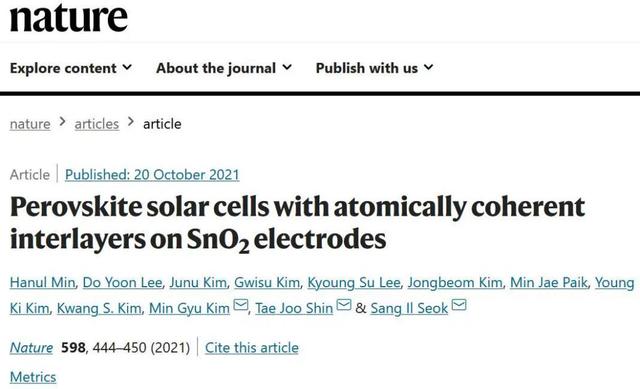 nature
Explore content About the journal Publish with us
nature > articles > article
Article | Published: 20 October 2021
Perovskite solar cells with atomically coherent
interlayers on SnO₂ electrodes
Hanul Min, Do Yoon Lee, Junu Kim, Gwisu Kim, Kyoung Su Lee, Jongbeom Kim, Min Jae Paik, Young
Ki Kim, Kwang S. Kim, Min Gyu Kim, Tae Joo Shin & Sang Il Seok
Nature 598, 444–450 (2021) | Cite this article
Metrics